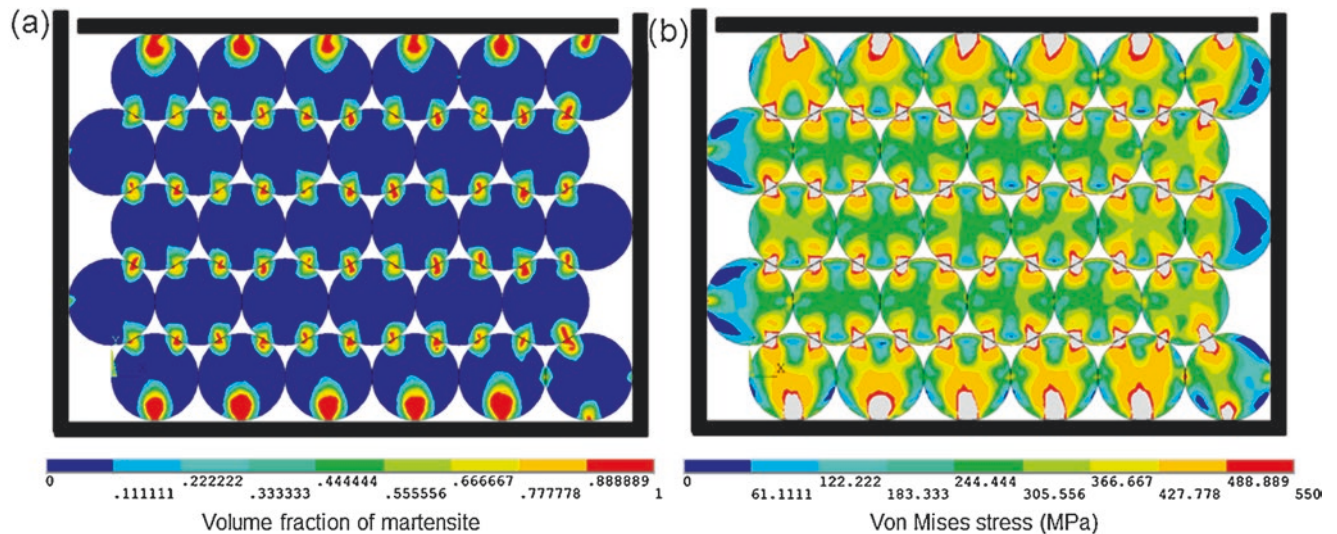 (a)
(b)
Y
X
X
0 .222222 .444444 .666667 .888889
.111111 .333333 .555556 .777778 1
Volume fraction of martensite
0 122.222 244.444 366.667 488.889
61.1111 183.333 305.556 427.778 550
Von Mises stress (MPa)